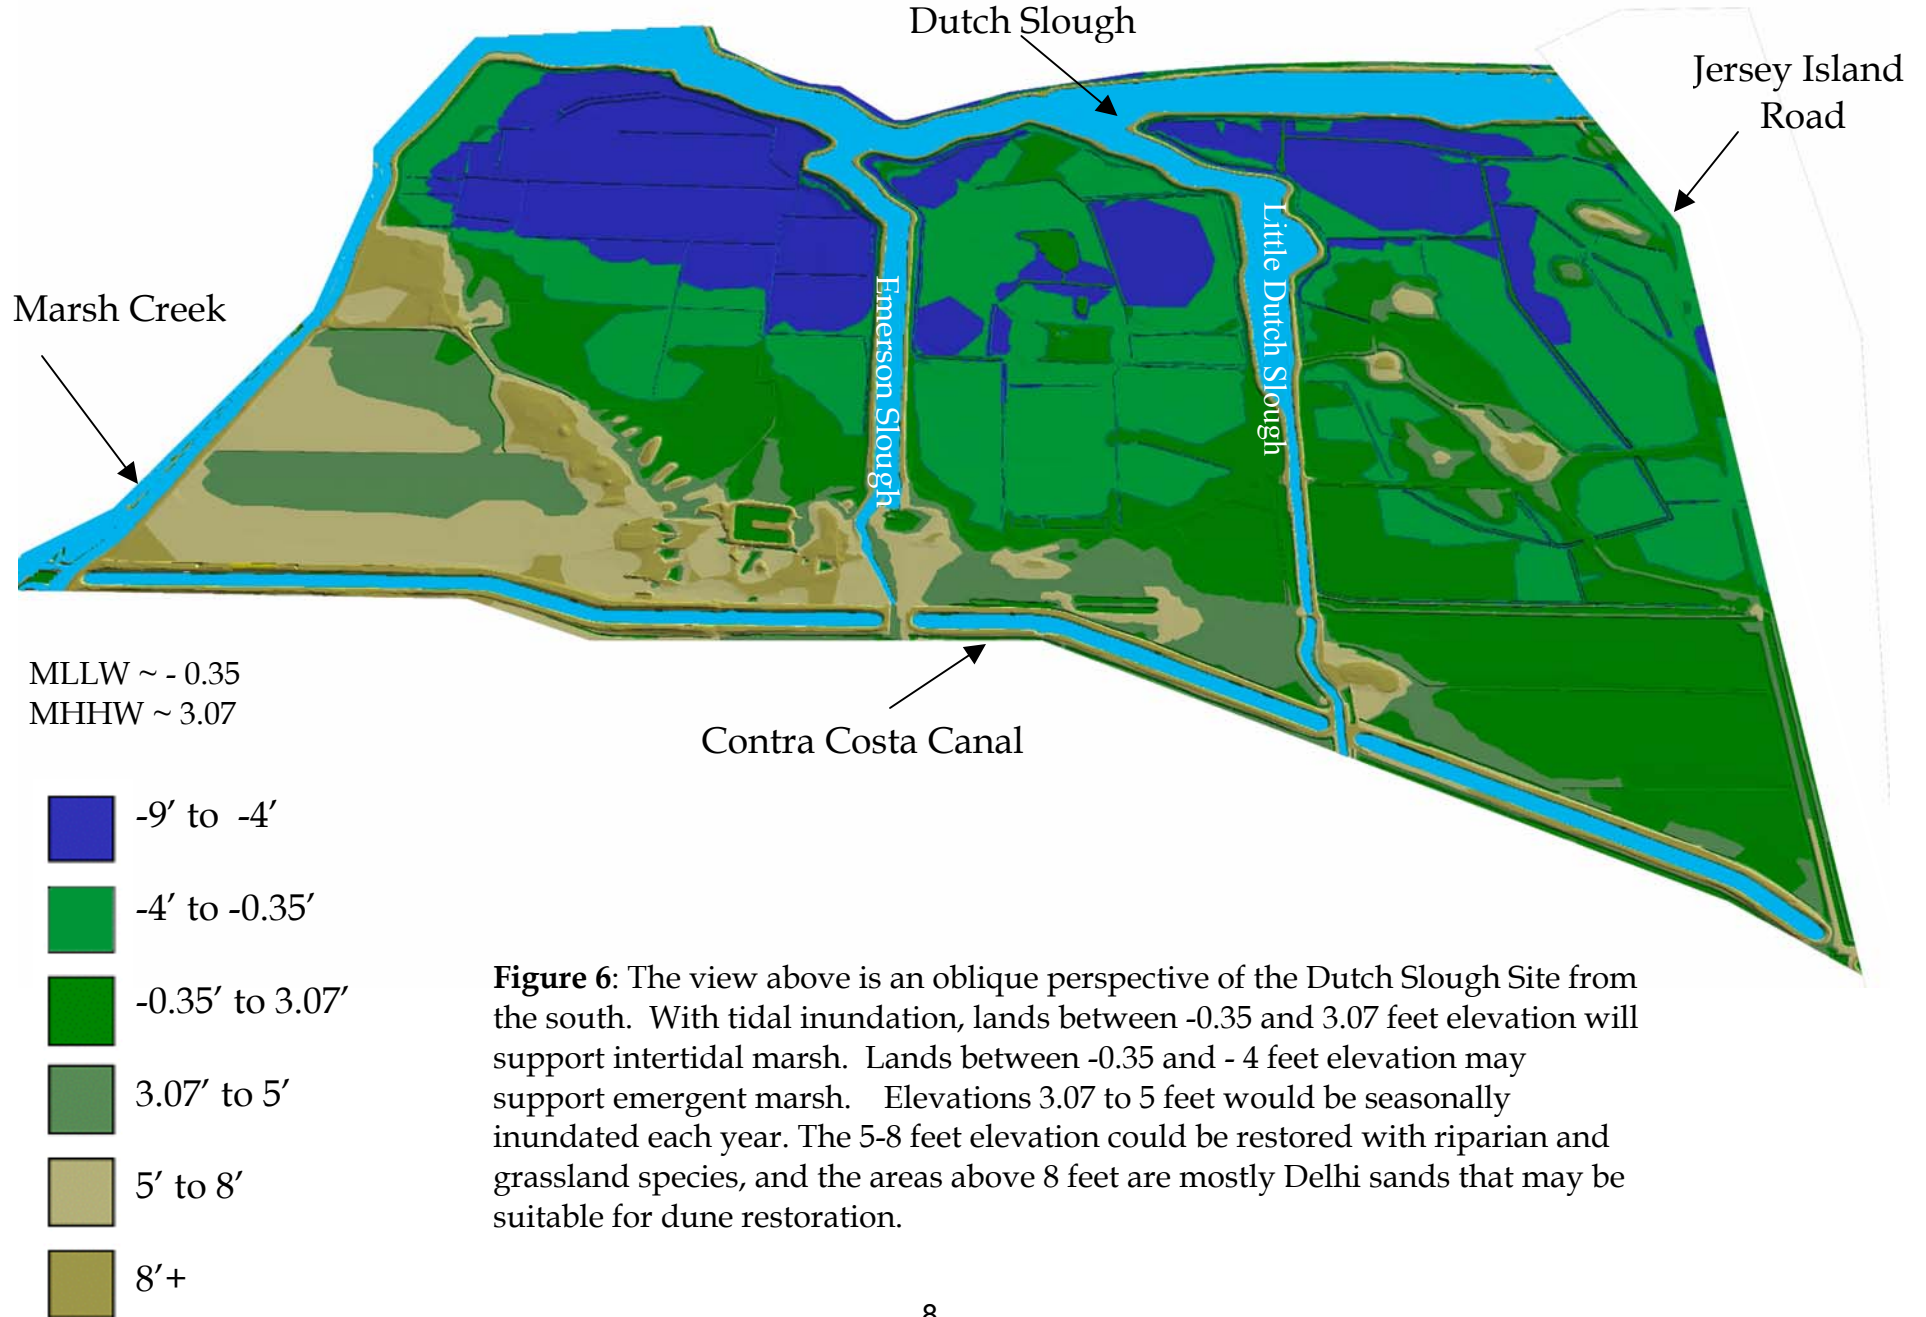 Dutch Slough
Jersey Island
Road
Marsh Creek
Emerson Slough
Little Dutch Slough
MLLW ~ - 0.35
MHHW ~ 3.07
Contra Costa Canal
-9’ to -4’
-4’ to -0.35’
-0.35’ to 3.07’
3.07’ to 5’
5’ to 8’
8’+
Figure 6: The view above is an oblique perspective of the Dutch Slough Site from
the south. With tidal inundation, lands between -0.35 and 3.07 feet elevation will
support intertidal marsh. Lands between -0.35 and - 4 feet elevation may
support emergent marsh. Elevations 3.07 to 5 feet would be seasonally
inundated each year. The 5-8 feet elevation could be restored with riparian and
grassland species, and the areas above 8 feet are mostly Delhi sands that may be
suitable for dune restoration.
8